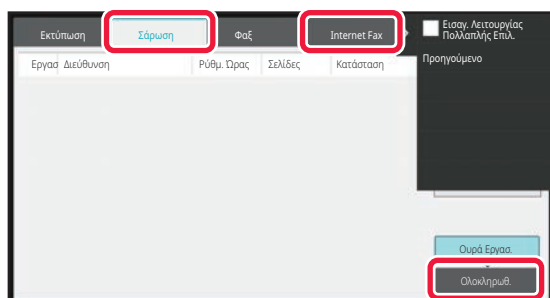 Εκτύπωση Σάρωση Φαξ Internet Fax
Εισαγ. Λειτουργίας
Πολλαπλής Επιλ.
Εργασ Διεύθυνση Ρύθμ. Ώρας Σελίδες Κατάσταση
Προηγούμενο
Ουρά Εργασ.
Ολοκληρωθ.